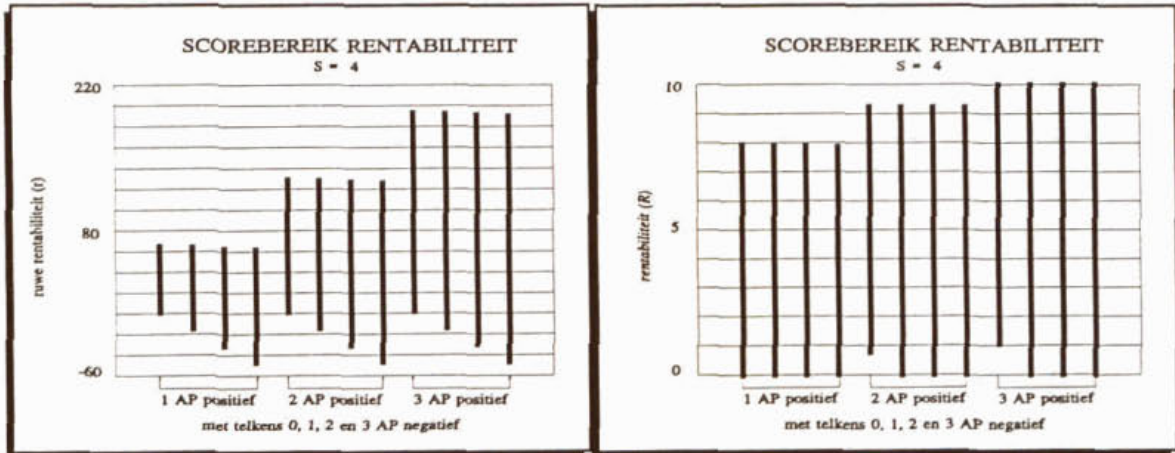 SCOREBEREIK RENTABILITEIT
S = 4
220
80
-60
ruwe rentabiliteit (r)
1 AP positief
2 AP positief
3 AP positief
met telkens 0, 1, 2 en 3 AP negatief
SCOREBEREIK RENTABILITEIT
S = 4
10
5
0
rentabiliteit (R)
1 AP positief
2 AP positief
3 AP positief
met telkens 0, 1, 2 en 3 AP negatief